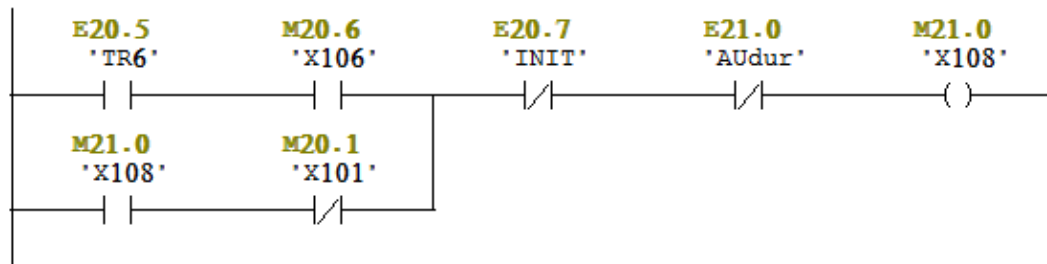 E20.5 M20.6 E20.7 E21.0 M21.0
"TR6" "X106" "INIT" "AUdur" "X108"
M21.0 M20.1
"X108" "X101"